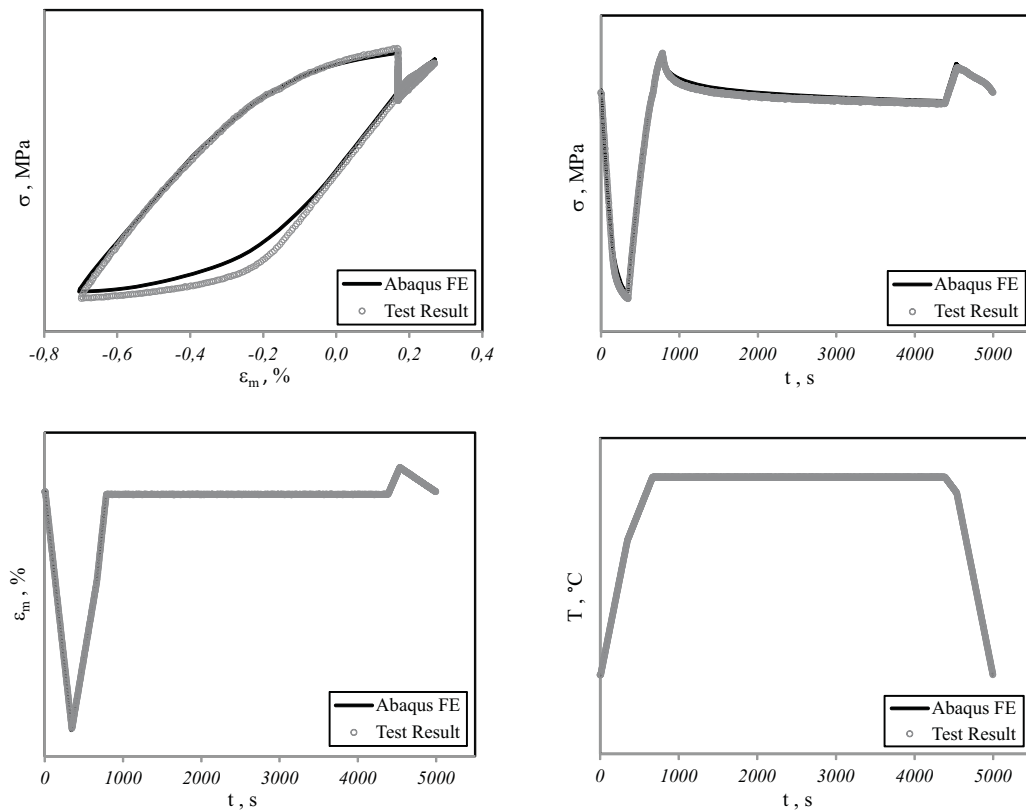 σ , MPa
Abaqus FE
Test Result
-0,8 -0,6 -0,4 -0,2 0,0 0,2 0,4
εm , %
σ , MPa
Abaqus FE
Test Result
0 1000 2000 3000 4000 5000
t , s
εm , %
Abaqus FE
Test Result
0 1000 2000 3000 4000 5000
t , s
T , °C
Abaqus FE
Test Result
0 1000 2000 3000 4000 5000
t , s